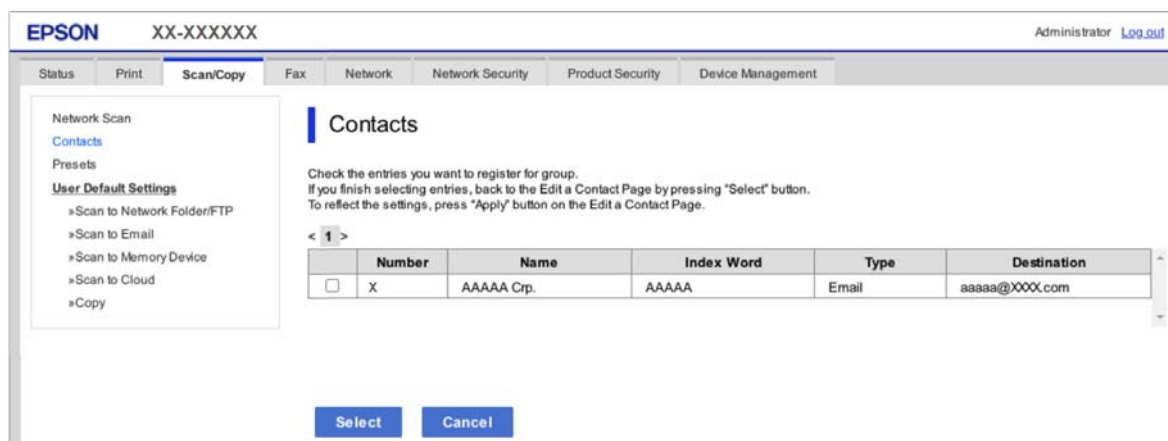 EPSON XX-XXXXXX Administrator Log out
Status Print Scan/Copy Fax Network Network Security Product Security Device Management
Network Scan
Contacts
Presets
User Default Settings
»Scan to Network Folder/FTP
»Scan to Email
»Scan to Memory Device
»Scan to Cloud
»Copy
Contacts
Check the entries you want to register for group.
If you finish selecting entries, back to the Edit a Contact Page by pressing "Select" button.
To reflect the settings, press "Apply" button on the Edit a Contact Page.
< 1 >
Number Name Index Word Type Destination
X AAAAA Crp. AAAAA Email aaaaa@XXXX.com
Select Cancel